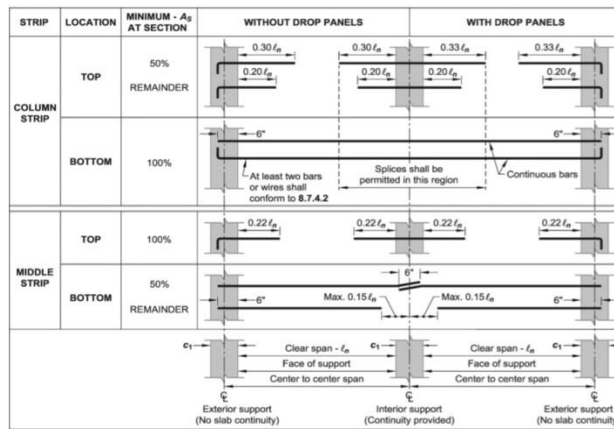 STRIP LOCATION MINIMUM - As AT SECTION WITHOUT DROP PANELS WITH DROP PANELS
COLUMN STRIP
TOP
50%
REMAINDER
0.30 ℓn 0.30 ℓn 0.33 ℓn 0.33 ℓn
0.20 ℓn 0.20 ℓn 0.20 ℓn 0.20 ℓn
BOTTOM
100%
6" 6"
At least two bars
or wires shall
conform to 8.7.4.2
Splices shall be
permitted in this region
Continuous bars
MIDDLE STRIP
TOP
100%
0.22 ℓn 0.22 ℓn 0.22 ℓn 0.22 ℓn
BOTTOM
50%
REMAINDER
6"
6" Max. 0.15 ℓn Max. 0.15 ℓn 6"
c1 Clear span - ℓn c1 Clear span - ℓn c1
Face of support Face of support
Center to center span Center to center span
℄ ℄ ℄
Exterior support Interior support Exterior support
(No slab continuity) (Continuity provided) (No slab continuity)